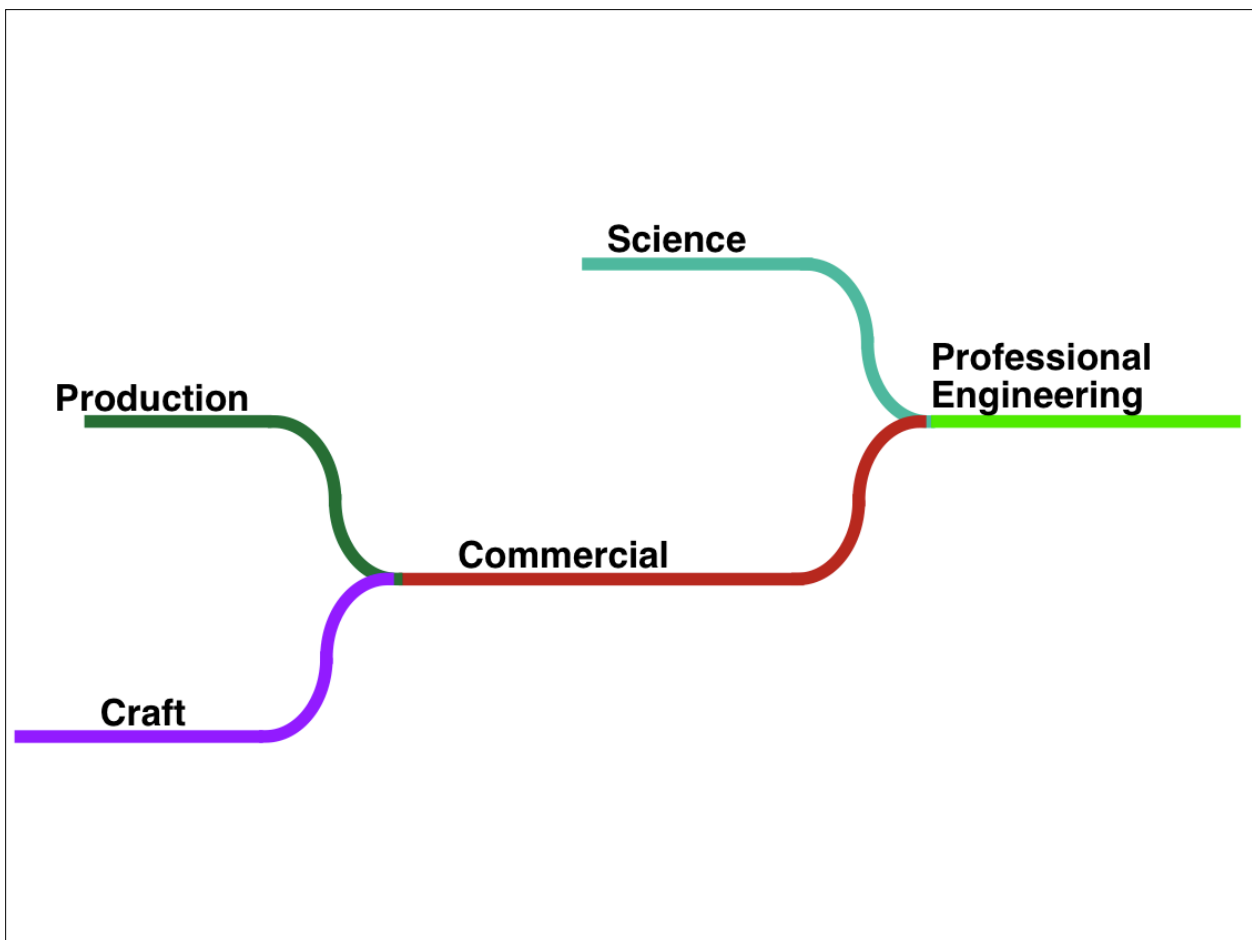 Science
Professional
Engineering
Production
Commercial
Craft